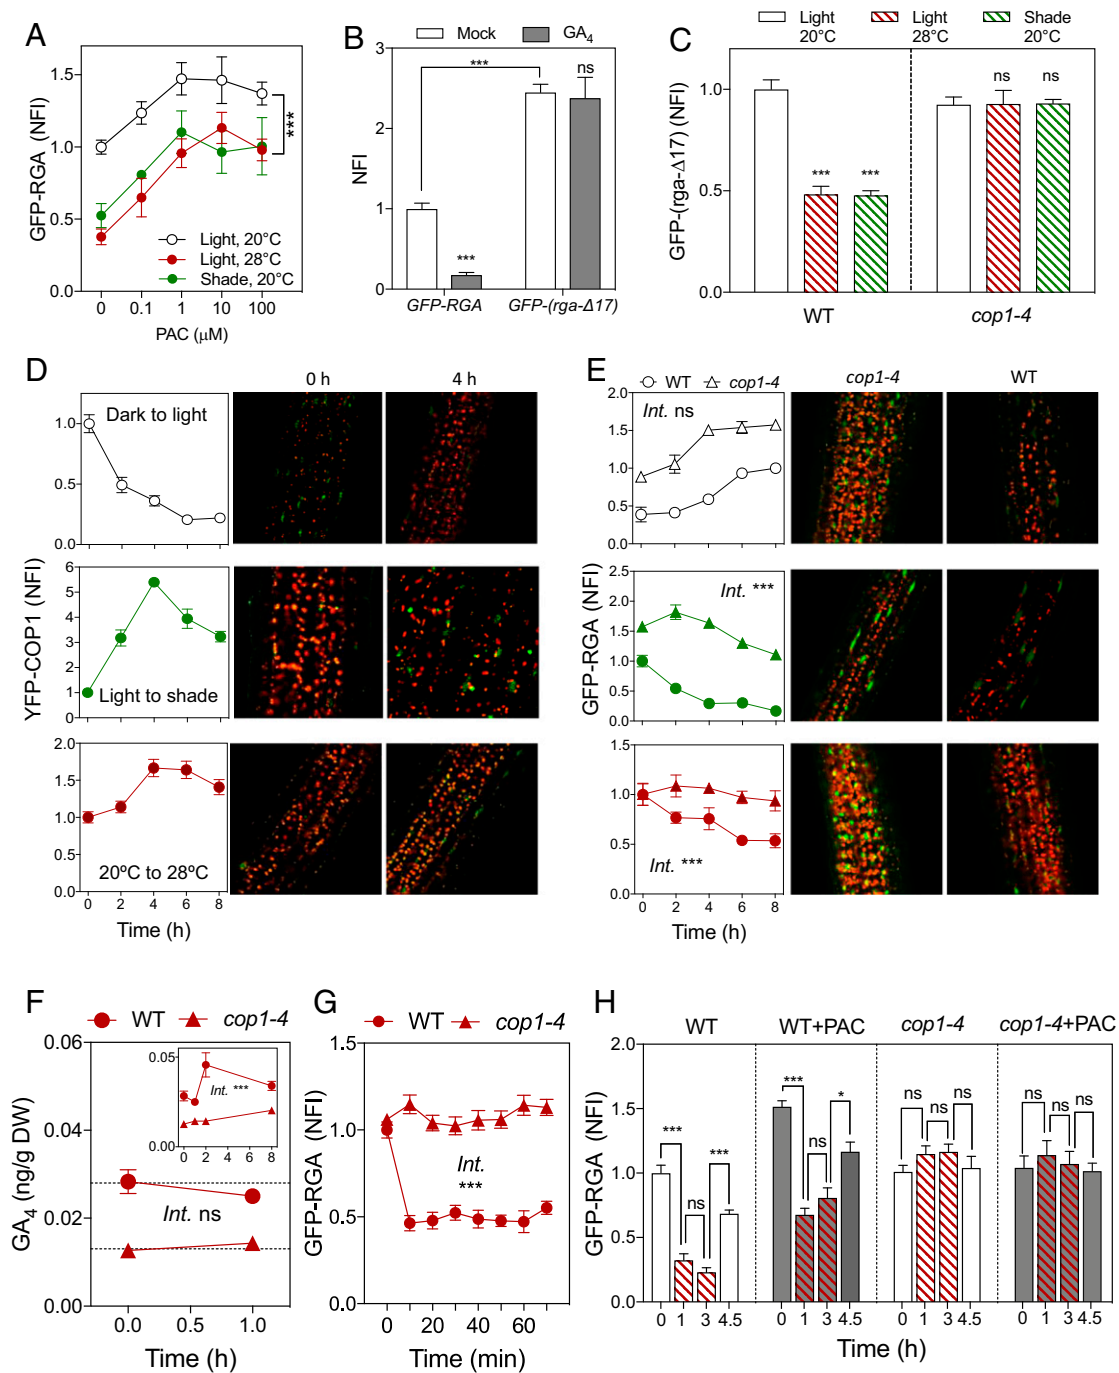 A
GFP-RGA (NFI)
1.5
1.0
0.5
0.0
***
Light, 20°C
Light, 28°C
Shade, 20°C
0 0.1 1 10 100
PAC (µM)
B
Mock GA4
NFI
3
2
1
0
***
ns
***
GFP-RGA GFP-(rga-Δ17)
C
Light 20°C
Light 28°C
Shade 20°C
GFP-(rga-Δ17) (NFI)
1.0
0.5
0.0
*** ***
ns ns
WT cop1-4
D
0 h 4 h
YFP-COP1 (NFI)
1.0
0.5
0.0
Dark to light
6
5
4
3
2
1
0
Light to shade
2.0
1.5
1.0
0.5
0.0
20ºC to 28ºC
0 2 4 6 8
Time (h)
E
WT cop1-4
cop1-4 WT
GFP-RGA (NFI)
2.0
1.5
1.0
0.5
0.0
Int. ns
2.5
2.0
1.5
1.0
0.5
0.0
Int. ***
1.5
1.0
0.5
0.0
Int. ***
0 2 4 6 8
Time (h)
F
WT cop1-4
GA4 (ng/g DW)
0.06
0.04
0.02
0.00
0.05
0.00
Int. ***
0 2 4 6 8
Int. ns
0.0 0.5 1.0
Time (h)
G
WT cop1-4
GFP-RGA (NFI)
1.5
1.0
0.5
0.0
Int.
***
0 20 40 60
Time (min)
H
WT WT+PAC cop1-4 cop1-4+PAC
GFP-RGA (NFI)
2.0
1.5
1.0
0.5
0.0
*** ns ***
*** ns *
ns ns ns
ns ns ns
0 1 3 4.5 0 1 3 4.5 0 1 3 4.5 0 1 3 4.5
Time (h)